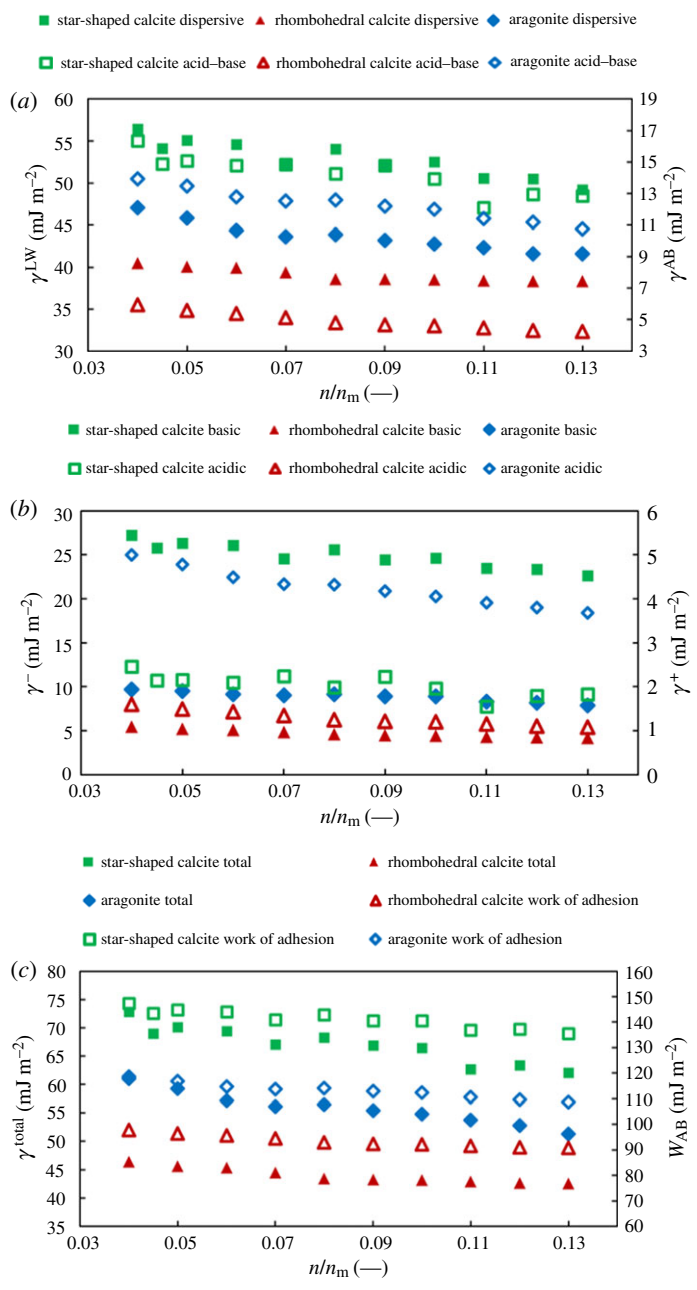 star-shaped calcite dispersive rhombohedral calcite dispersive aragonite dispersive
star-shaped calcite acid–base rhombohedral calcite acid–base aragonite acid–base
(a)
60 19
55 17
50 15
45 13
40 11
35 9
30 7
5
3
γLW (mJ m−2)
γAB (mJ m−2)
0.03 0.05 0.07 0.09 0.11 0.13
n/nm (—)
star-shaped calcite basic rhombohedral calcite basic aragonite basic
star-shaped calcite acidic rhombohedral calcite acidic aragonite acidic
(b)
30 6
25 5
20 4
15 3
10 2
5 1
0 0
γ− (mJ m−2)
γ+ (mJ m−2)
0.03 0.05 0.07 0.09 0.11 0.13
n/nm (—)
star-shaped calcite total rhombohedral calcite total
aragonite total rhombohedral calcite work of adhesion
star-shaped calcite work of adhesion aragonite work of adhesion
(c)
80 160
75 150
70 140
65 130
60 120
55 110
50 100
45 90
40 80
35 70
60
γtotal (mJ m−2)
WAB (mJ m−2)
0.03 0.05 0.07 0.09 0.11 0.13
n/nm (—)